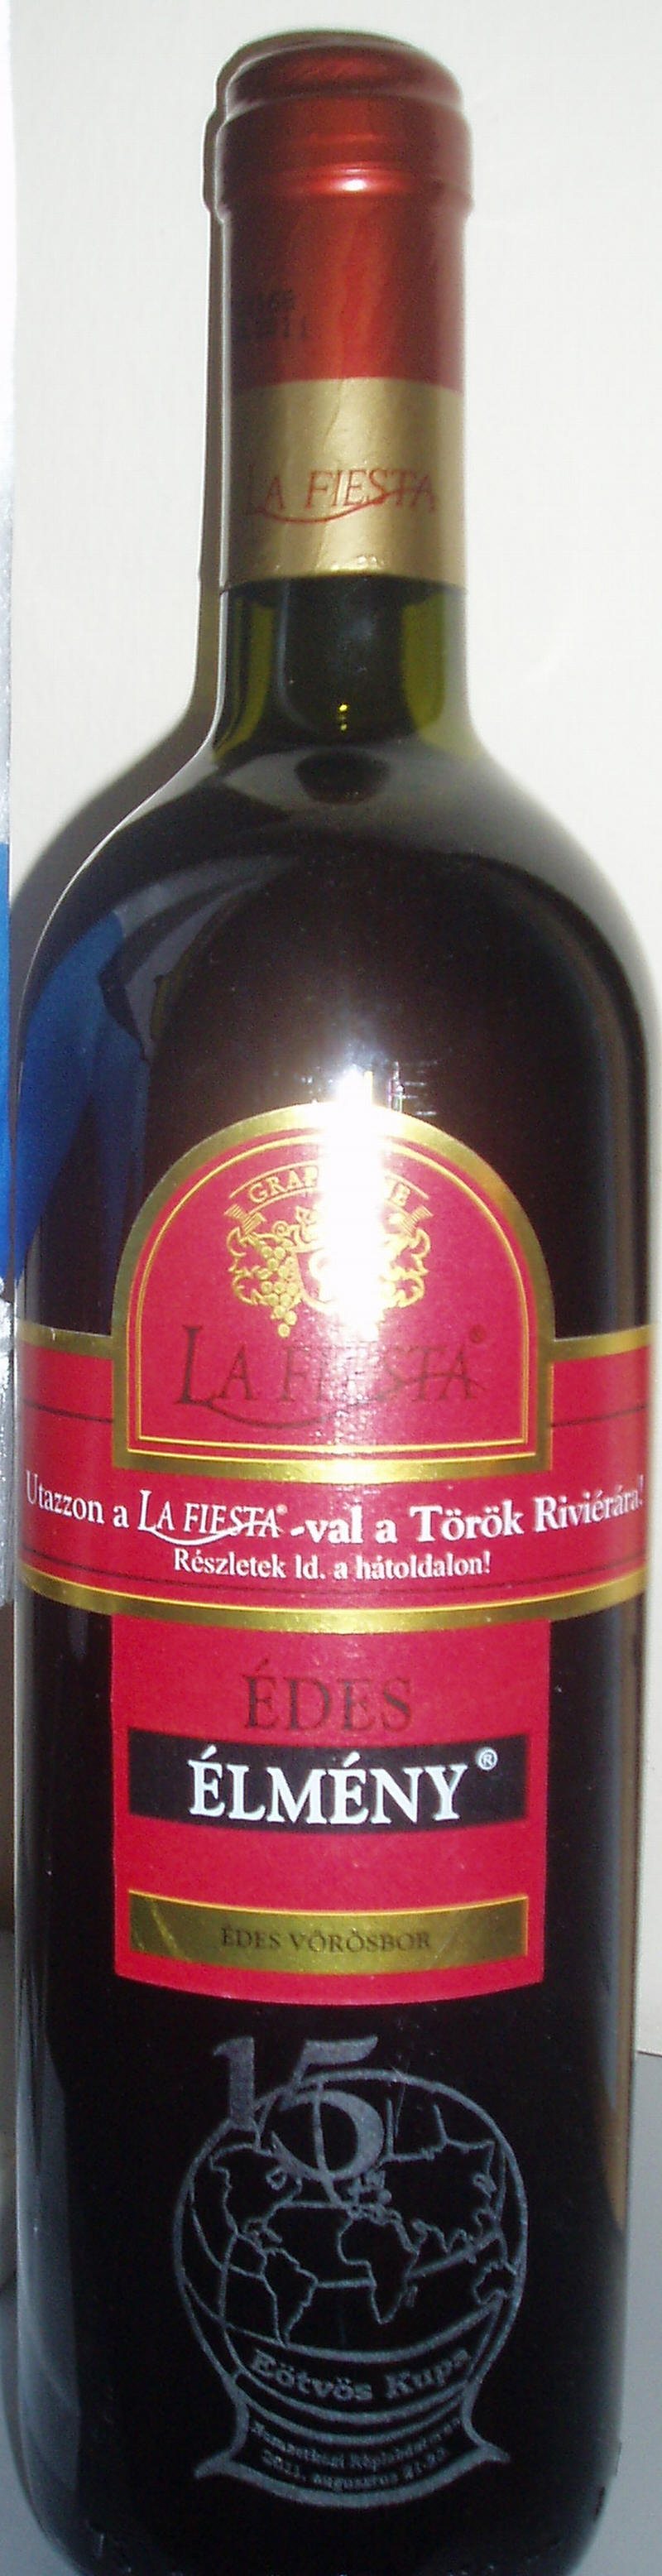 LA FIESTA
LA FIESTA®
Utazzon a LA FIESTA®-val a Török Riviérára!
Részletek ld. a hátoldalon!
ÉDES
ÉLMÉNY®
ÉDES VÖRÖSBOR
15
Eötvös Kupa
Nemzetközi
2011. augusztus